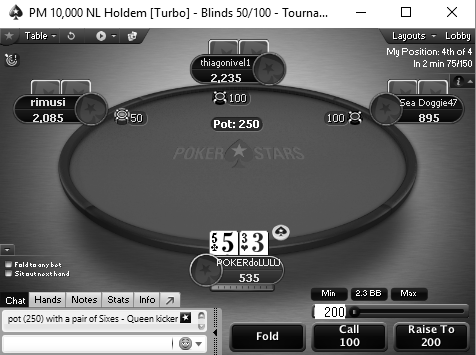 PM 10,000 NL Holdem [Turbo] - Blinds 50/100 - Tourna...
Table
Layouts
Lobby
My Position: 4th of 4
In 2 min 75/150
thiagonivel1
2,235
rimusi
2,085
Sea Doggie47
895
100
50
100
Pot: 250
POKER STARS
5 3
POKERdoLULU
535
Fold to any bet
Sit out next hand
Chat Hands Notes Stats Info
pot (250) with a pair of Sixes - Queen kicker
Min 2.3 BB Max
200
Fold
Call
100
Raise To
200